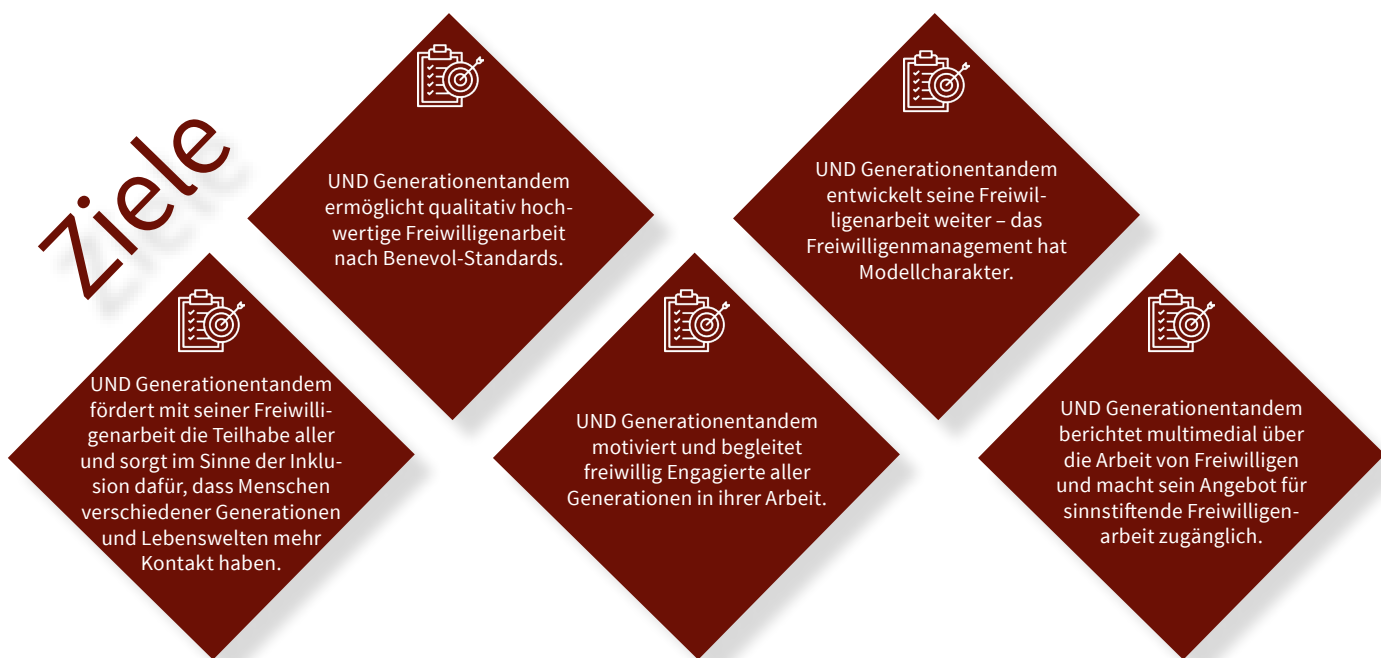 Ziele
UND Generationentandem
fördert mit seiner Freiwilli-
genarbeit die Teilhabe aller
und sorgt im Sinne der Inklu-
sion dafür, dass Menschen
verschiedener Generationen
und Lebenswelten mehr
Kontakt haben.
UND Generationentandem
ermöglicht qualitativ hoch-
wertige Freiwilligenarbeit
nach Benevol-Standards.
UND Generationentandem
motiviert und begleitet
freiwillig Engagierte aller
Generationen in ihrer Arbeit.
UND Generationentandem
entwickelt seine Freiwil-
ligenarbeit weiter – das
Freiwilligenmanagement hat
Modellcharakter.
UND Generationentandem
berichtet multimedial über
die Arbeit von Freiwilligen
und macht sein Angebot für
sinnstiftende Freiwilligen-
arbeit zugänglich.